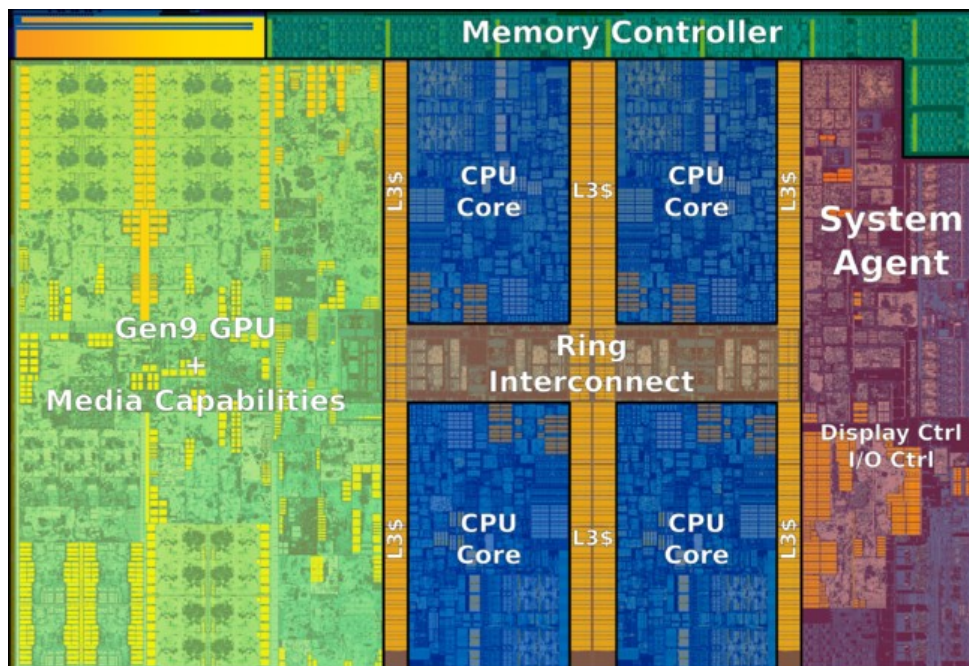 Memory Controller
L3$
CPU
Core
L3$
CPU
Core
L3$
System
Agent
Gen9 GPU
+
Media Capabilities
Ring
Interconnect
Display Ctrl
I/O Ctrl
L3$
CPU
Core
L3$
CPU
Core
L3$